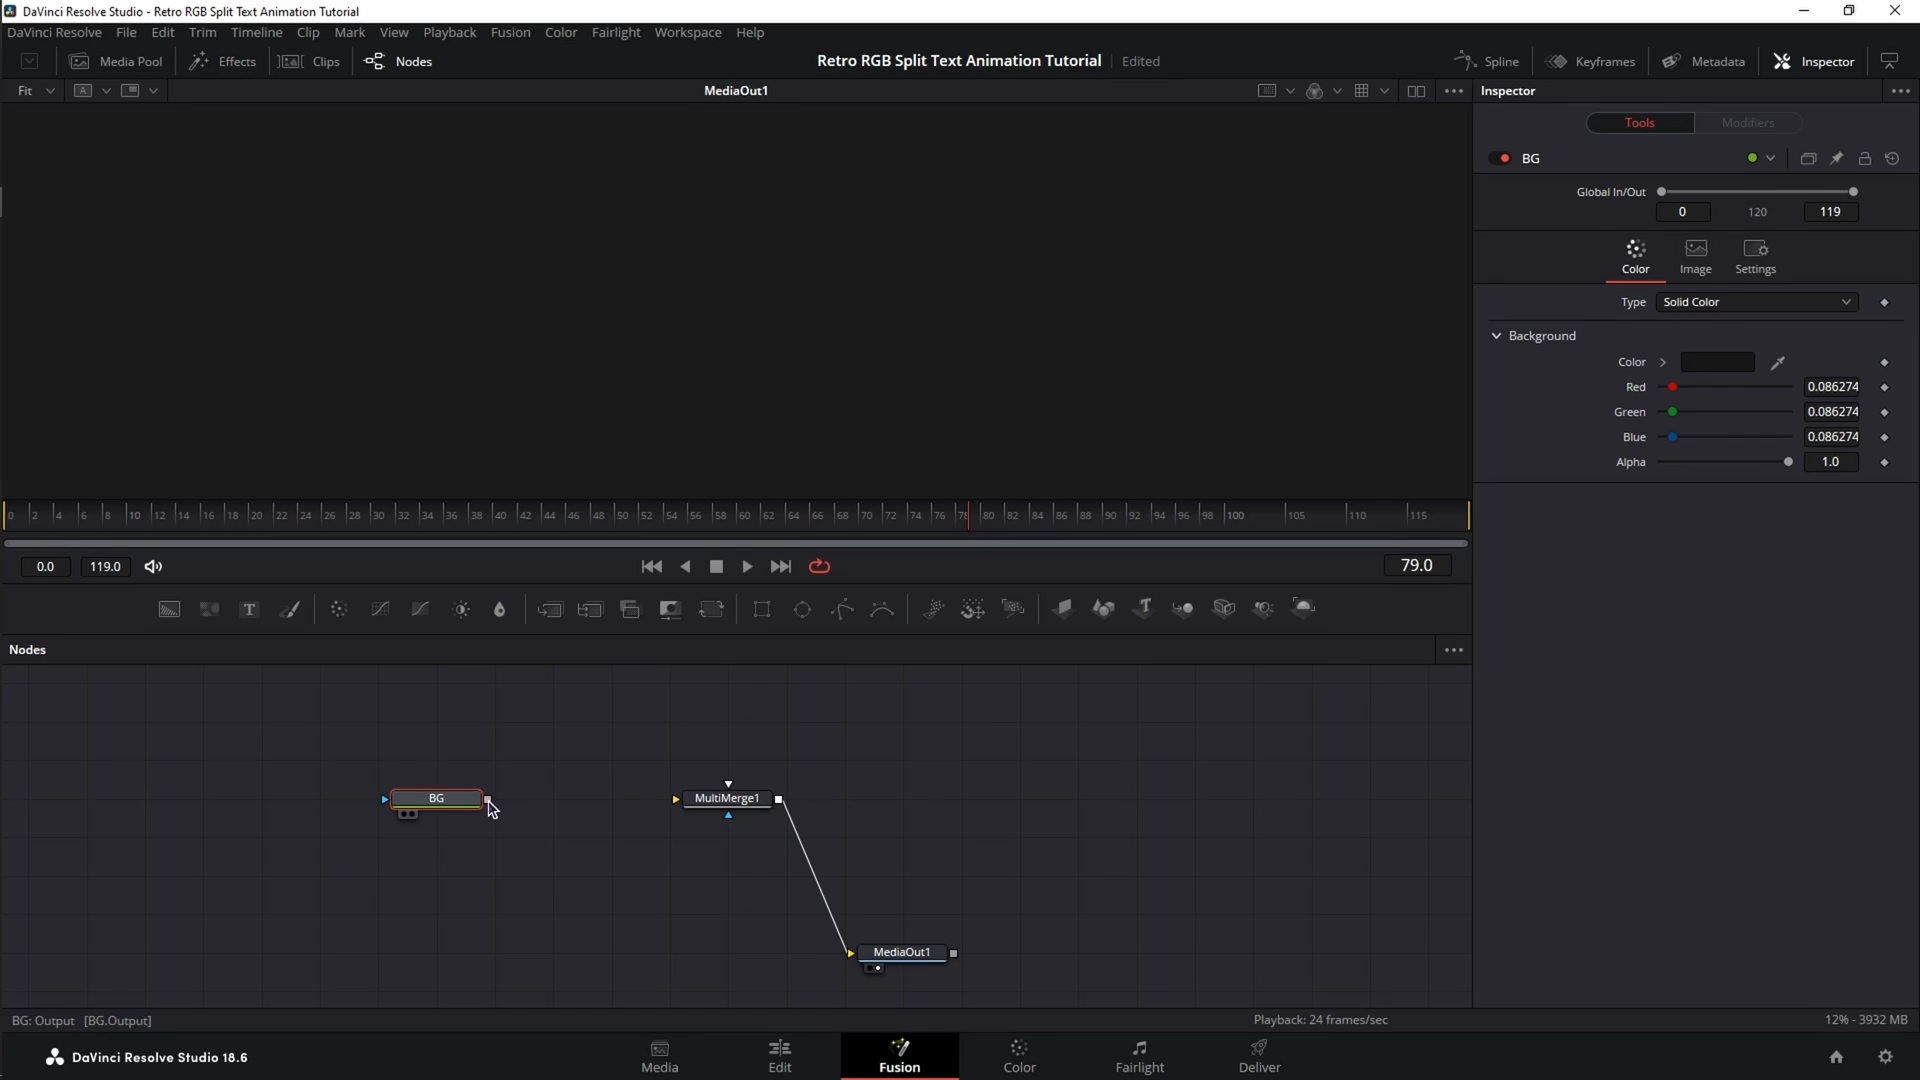 DaVinci Resolve Studio - Retro RGB Split Text Animation Tutorial
DaVinci Resolve File Edit Trim Timeline Clip Mark View Playback Fusion Color Fairlight Workspace Help
Media Pool Effects Clips Nodes Retro RGB Split Text Animation Tutorial Edited Spline Keyframes Metadata Inspector
Fit A MediaOut1 Inspector
Tools Modifiers
BG
Global In/Out
0 120 119
Color Image Settings
Type Solid Color
Background
Color
Red 0.086274
Green 0.086274
Blue 0.086274
Alpha 1.0
0 2 4 6 8 10 12 14 16 18 20 22 24 26 28 30 32 34 36 38 40 42 44 46 48 50 52 54 56 58 60 62 64 66 68 70 72 74 76 78 80 82 84 86 88 90 92 94 96 98 100 105 110 115
0.0 119.0 79.0
T T
Nodes
BG MultiMerge1
MediaOut1
BG: Output [BG.Output] Playback: 24 frames/sec 12% - 3932 MB
DaVinci Resolve Studio 18.6 Media Edit Fusion Color Fairlight Deliver